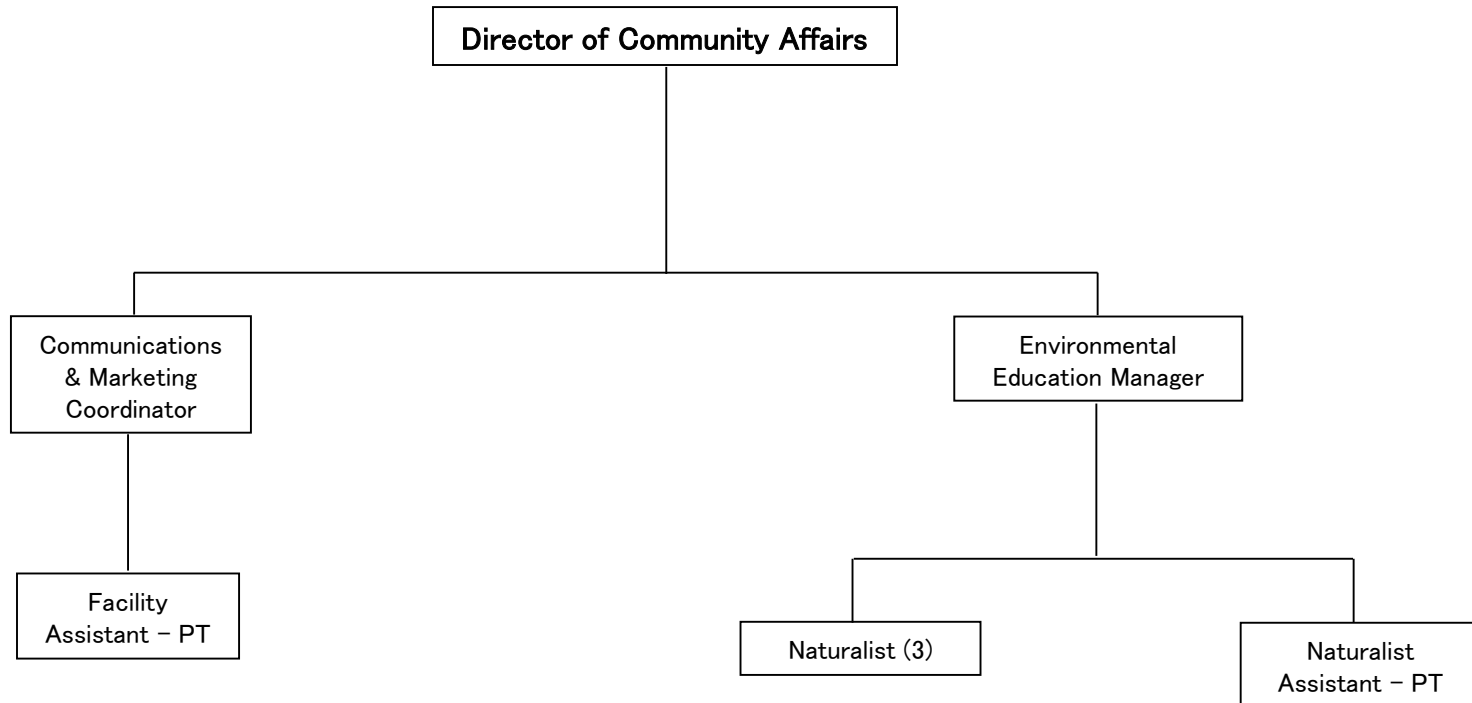 Director of Community Affairs
Communications
& Marketing
Coordinator
Environmental
Education Manager
Facility
Assistant – PT
Naturalist (3)
Naturalist
Assistant – PT